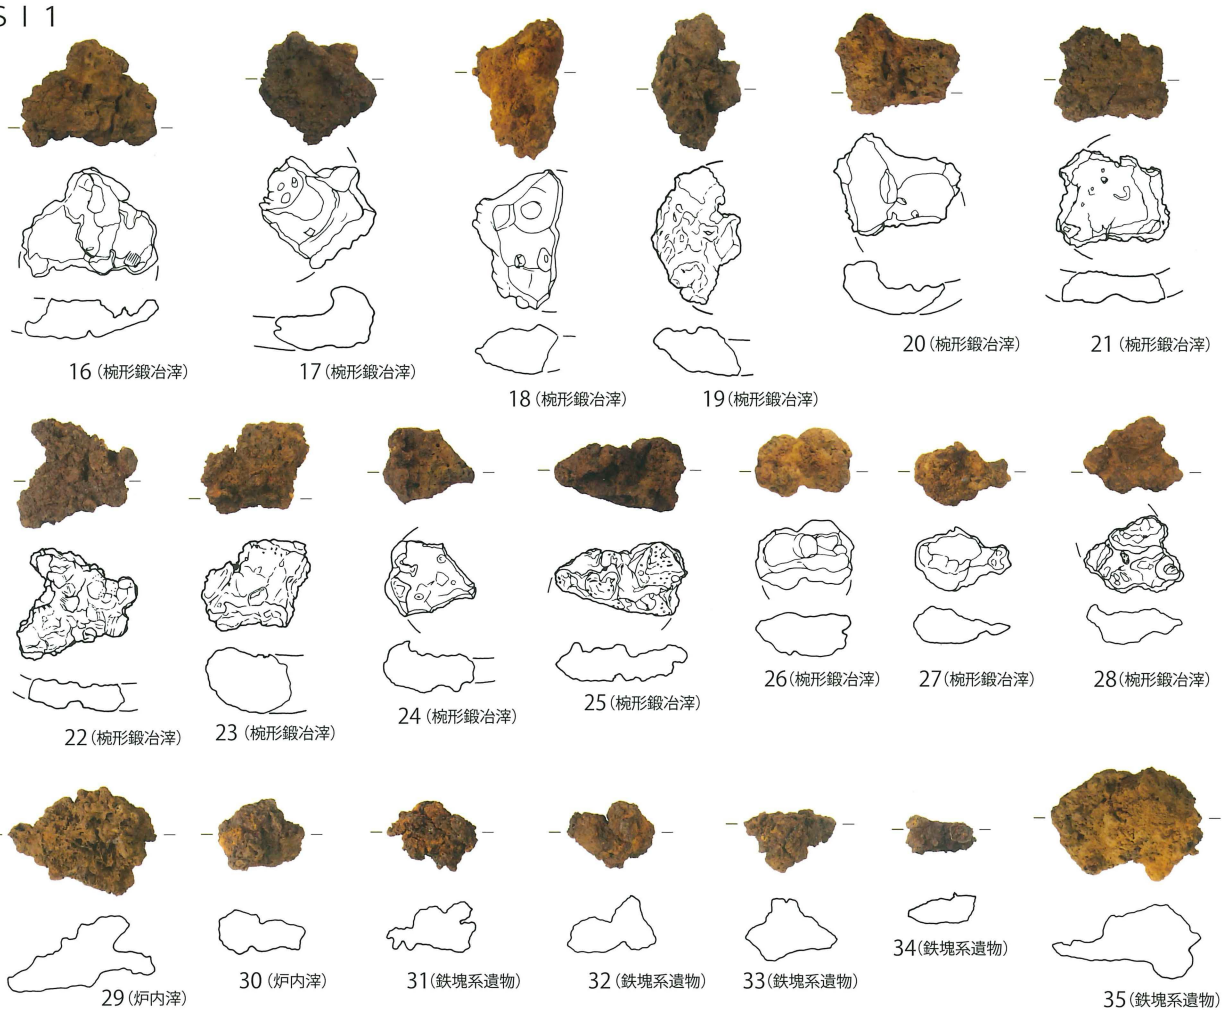 SI1
16(椀形鍛冶滓)
17(椀形鍛冶滓)
18(椀形鍛冶滓)
19(椀形鍛冶滓)
20(椀形鍛冶滓)
21(椀形鍛冶滓)
22(椀形鍛冶滓)
23(椀形鍛冶滓)
24(椀形鍛冶滓)
25(椀形鍛冶滓)
26(椀形鍛冶滓)
27(椀形鍛冶滓)
28(椀形鍛冶滓)
29(炉内滓)
30(炉内滓)
31(鉄塊系遺物)
32(鉄塊系遺物)
33(鉄塊系遺物)
34(鉄塊系遺物)
35(鉄塊系遺物)